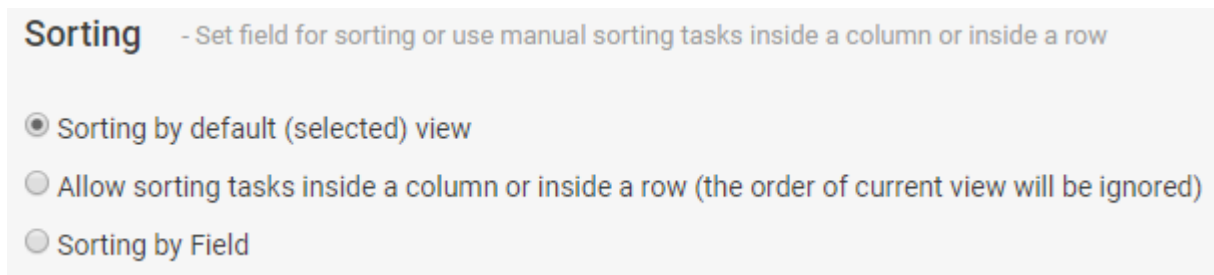 Sorting - Set field for sorting or use manual sorting tasks inside a column or inside a row
Sorting by default (selected) view
Allow sorting tasks inside a column or inside a row (the order of current view will be ignored)
Sorting by Field